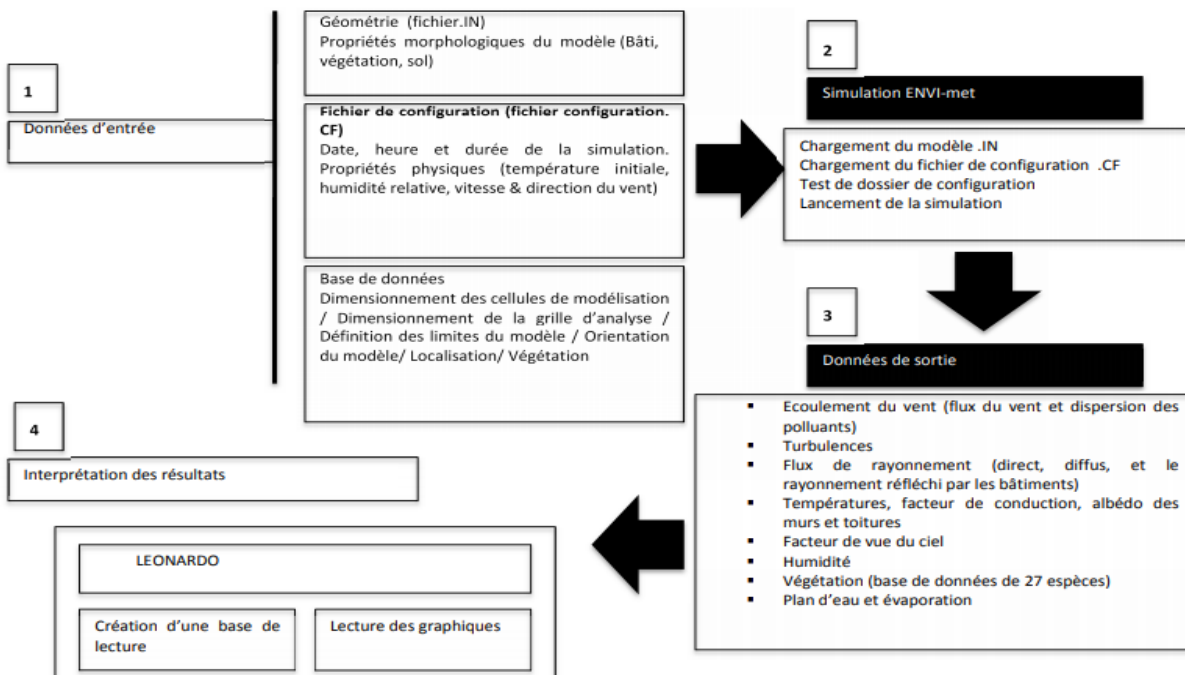 1
Données d'entrée
Géométrie (fichier.IN)
Propriétés morphologiques du modèle (Bâti,
végétation, sol)
Fichier de configuration (fichier configuration.
CF)
Date, heure et durée de la simulation.
Propriétés physiques (température initiale,
humidité relative, vitesse & direction du vent)
Base de données
Dimensionnement des cellules de modélisation
/ Dimensionnement de la grille d'analyse /
Définition des limites du modèle / Orientation
du modèle/ Localisation/ Végétation
2
Simulation ENVI-met
Chargement du modèle .IN
Chargement du fichier de configuration .CF
Test de dossier de configuration
Lancement de la simulation
3
Données de sortie
▪ Ecoulement du vent (flux du vent et dispersion des
polluants)
▪ Turbulences
▪ Flux de rayonnement (direct, diffus, et le
rayonnement réfléchi par les bâtiments)
▪ Températures, facteur de conduction, albédo des
murs et toitures
▪ Facteur de vue du ciel
▪ Humidité
▪ Végétation (base de données de 27 espèces)
▪ Plan d'eau et évaporation
4
Interprétation des résultats
LEONARDO
Création d'une base de
lecture
Lecture des graphiques